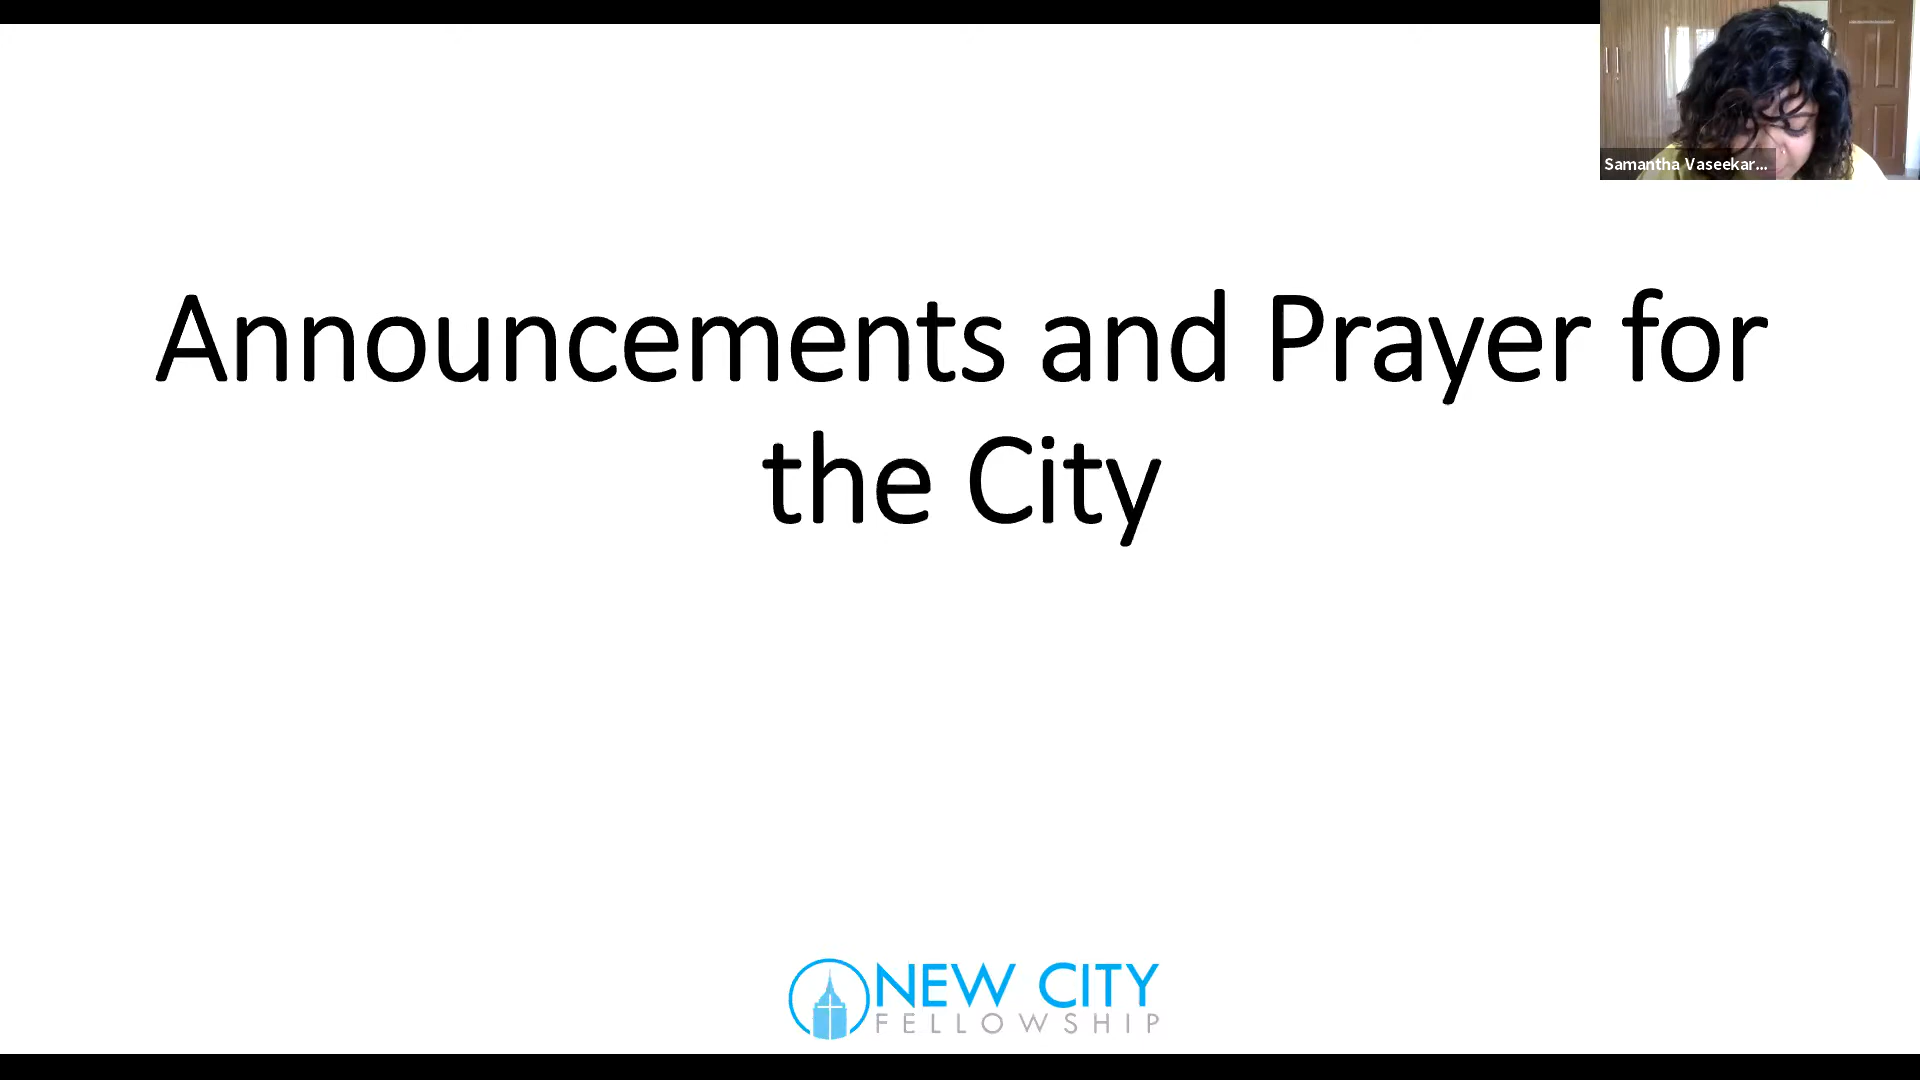 Samantha Vaseekar...
Announcements and Prayer for
the City
NEW CITY
FELLOWSHIP